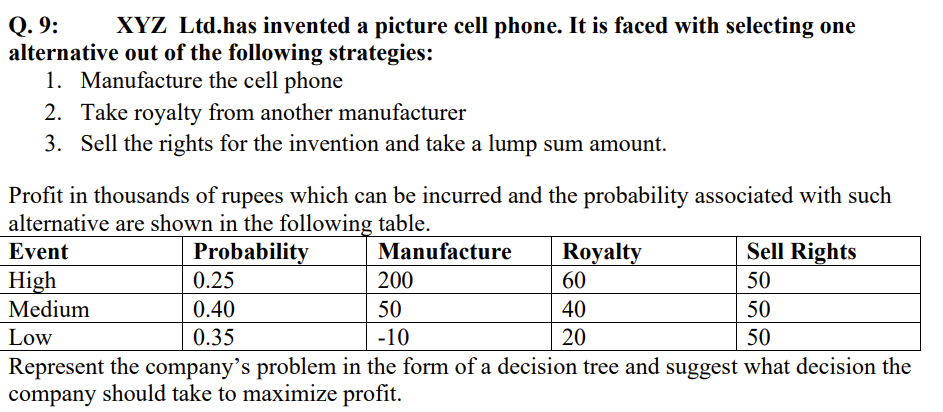 Q. 9: XYZ Ltd.has invented a picture cell phone. It is faced with selecting one
alternative out of the following strategies:
1. Manufacture the cell phone
2. Take royalty from another manufacturer
3. Sell the rights for the invention and take a lump sum amount.
Profit in thousands of rupees which can be incurred and the probability associated with such
alternative are shown in the following table.
Event Probability Manufacture Royalty Sell Rights
High 0.25 200 60 50
Medium 0.40 50 40 50
Low 0.35 -10 20 50
Represent the company’s problem in the form of a decision tree and suggest what decision the
company should take to maximize profit.